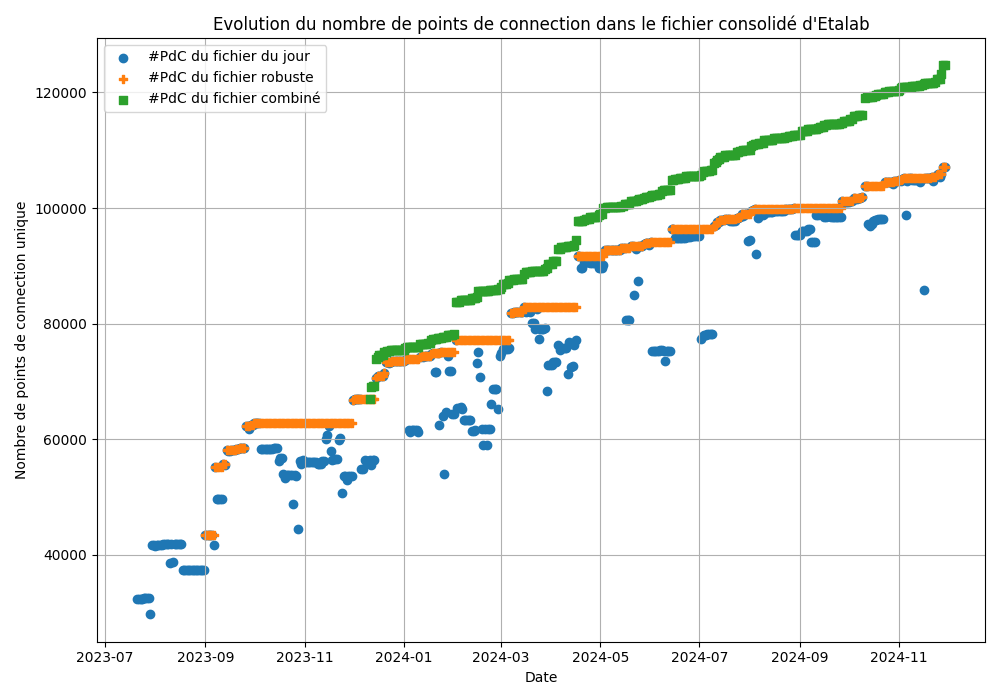 Evolution du nombre de points de connection dans le fichier consolidé d'Etalab
#PdC du fichier du jour
#PdC du fichier robuste
#PdC du fichier combiné
120000
100000
80000
60000
40000
Nombre de points de connection unique
2023-07 2023-09 2023-11 2024-01 2024-03 2024-05 2024-07 2024-09 2024-11
Date